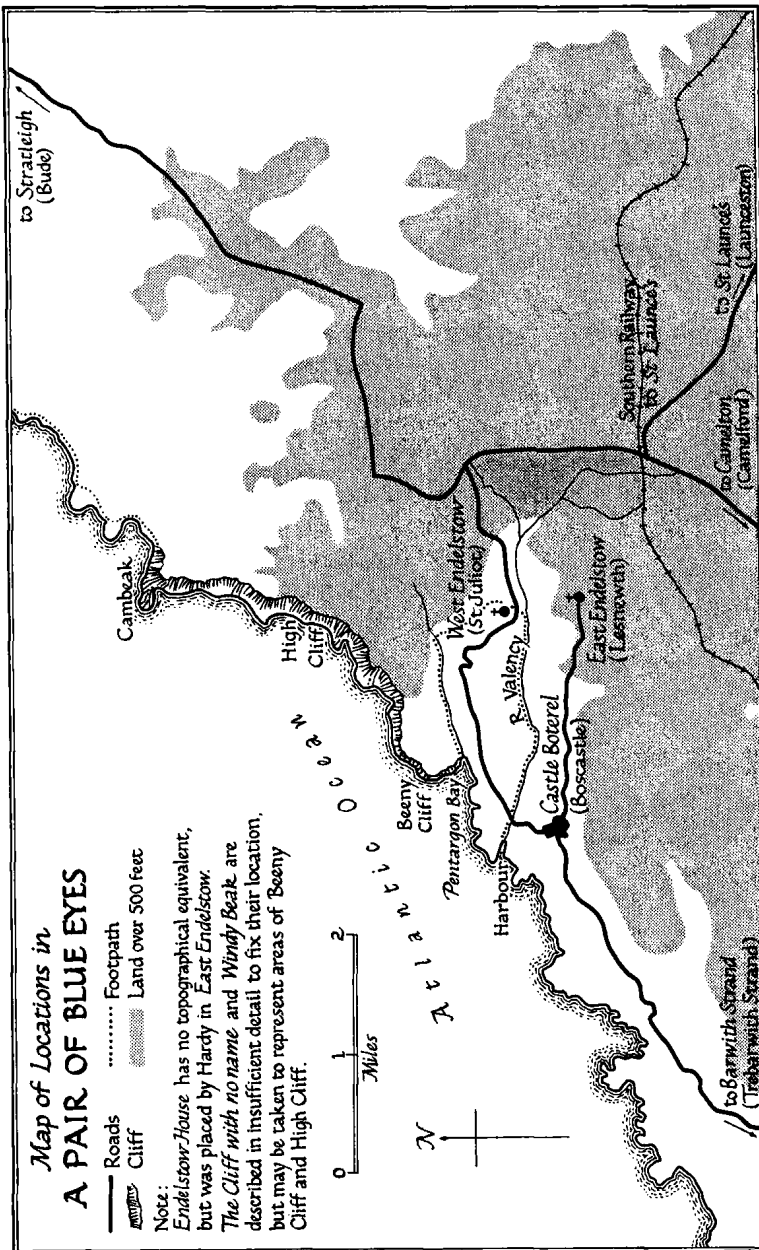 Map of Locations in
A PAIR OF BLUE EYES
Roads
Footpath
Cliff
Land over 500 feet
Note:
Endelstow House has no topographical equivalent,
but was placed by Hardy in East Endelstow.
The Cliff with no name and Windy Beak are
described in insufficient detail to fix their location,
but may be taken to represent areas of Beeny
Cliff and High Cliff.
0 1 2
Miles
N
Atlantic Ocean
to Stratleigh
(Bude)
Cambeak
High
Cliff
Beeny
Cliff
Pentargon Bay
Harbour
West Endelstow
(St Juliot)
R. Valency
Castle Boterel
(Boscastle)
East Endelstow
(Lesnewth)
Southern Railway
to St Launce's
to St Launce's
(Launceston)
to Camelton
(Camelford)
to Barwith Strand
(Trebarwith Strand)